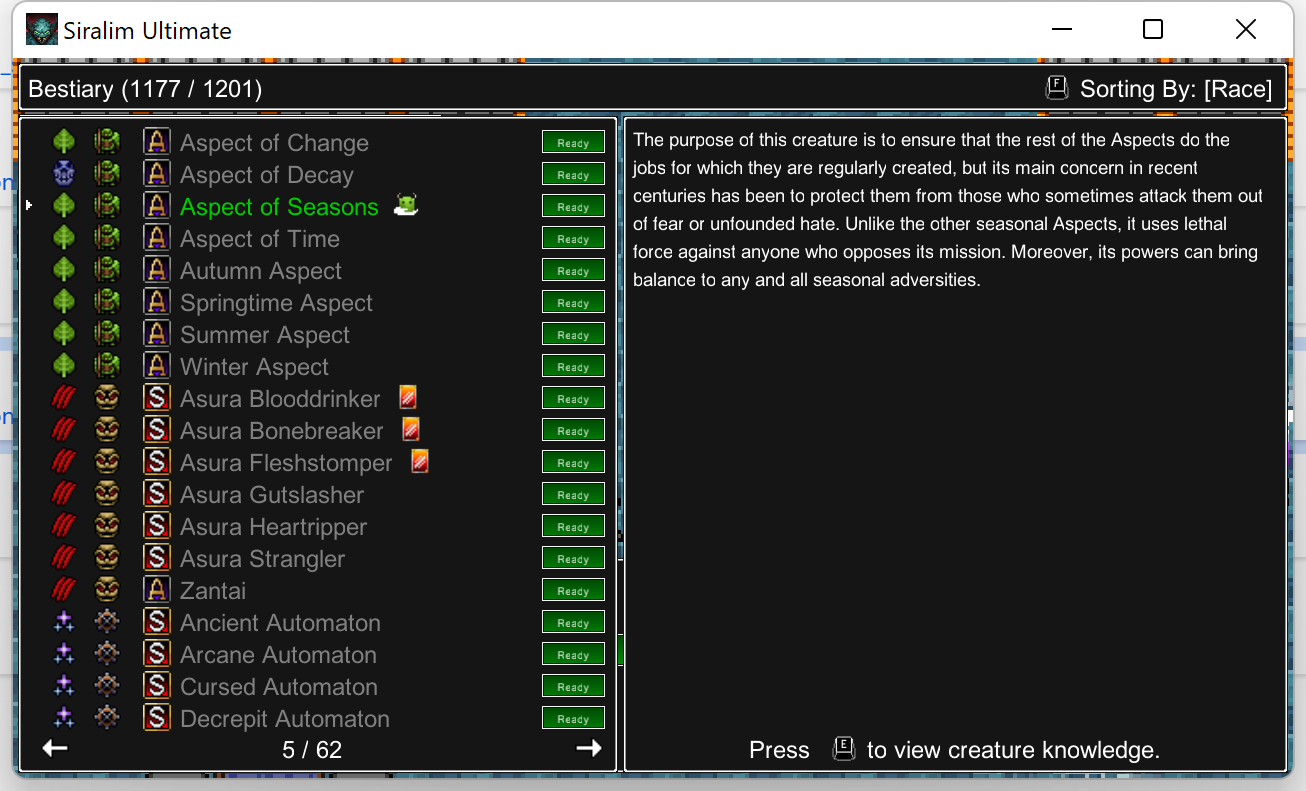 Siralim Ultimate
Bestiary (1177 / 1201)
F Sorting By: [Race]
A Aspect of Change Ready
A Aspect of Decay Ready
A Aspect of Seasons Ready
A Aspect of Time Ready
A Autumn Aspect Ready
A Springtime Aspect Ready
A Summer Aspect Ready
A Winter Aspect Ready
S Asura Blooddrinker Ready
S Asura Bonebreaker Ready
S Asura Fleshstomper Ready
S Asura Gutslasher Ready
S Asura Heartripper Ready
S Asura Strangler Ready
A Zantai Ready
S Ancient Automaton Ready
S Arcane Automaton Ready
S Cursed Automaton Ready
S Decrepit Automaton Ready
5 / 62
The purpose of this creature is to ensure that the rest of the Aspects do the
jobs for which they are regularly created, but its main concern in recent
centuries has been to protect them from those who sometimes attack them out
of fear or unfounded hate. Unlike the other seasonal Aspects, it uses lethal
force against anyone who opposes its mission. Moreover, its powers can bring
balance to any and all seasonal adversities.
Press E to view creature knowledge.